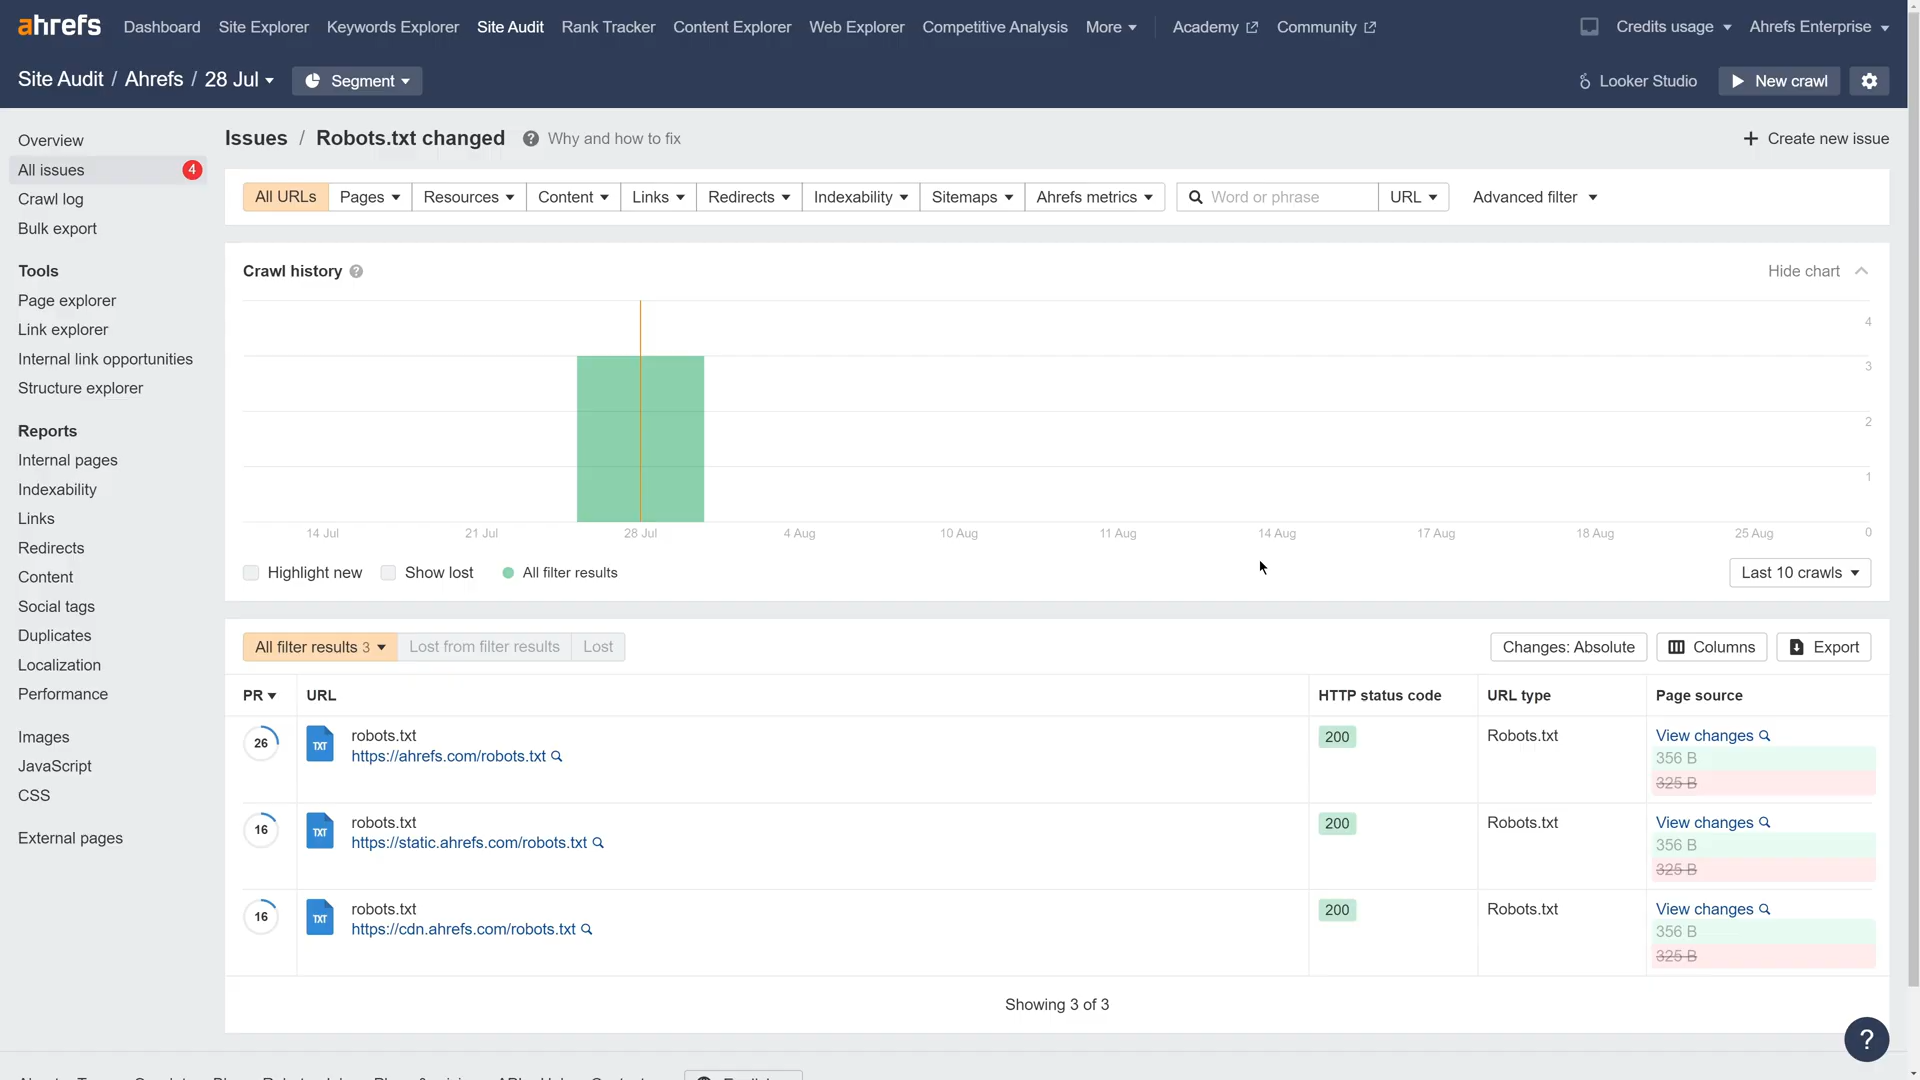 ahrefs Dashboard Site Explorer Keywords Explorer Site Audit Rank Tracker Content Explorer Web Explorer Competitive Analysis More Academy Community Credits usage Ahrefs Enterprise
Site Audit / Ahrefs / 28 Jul Segment Looker Studio New crawl
Overview
All issues 4
Crawl log
Bulk export
Tools
Page explorer
Link explorer
Internal link opportunities
Structure explorer
Reports
Internal pages
Indexability
Links
Redirects
Content
Social tags
Duplicates
Localization
Performance
Images
JavaScript
CSS
External pages
Issues / Robots.txt changed ? Why and how to fix + Create new issue
All URLs Pages Resources Content Links Redirects Indexability Sitemaps Ahrefs metrics Word or phrase URL Advanced filter
Crawl history ? Hide chart
4
3
2
1
0
14 Jul 21 Jul 28 Jul 4 Aug 10 Aug 11 Aug 14 Aug 17 Aug 18 Aug 25 Aug
Highlight new Show lost All filter results Last 10 crawls
All filter results 3 Lost from filter results Lost Changes: Absolute Columns Export
PR URL HTTP status code URL type Page source
26 TXT robots.txt 200 Robots.txt View changes
https://ahrefs.com/robots.txt 356 B
325 B
16 TXT robots.txt 200 Robots.txt View changes
https://static.ahrefs.com/robots.txt 356 B
325 B
16 TXT robots.txt 200 Robots.txt View changes
https://cdn.ahrefs.com/robots.txt 356 B
325 B
Showing 3 of 3
?